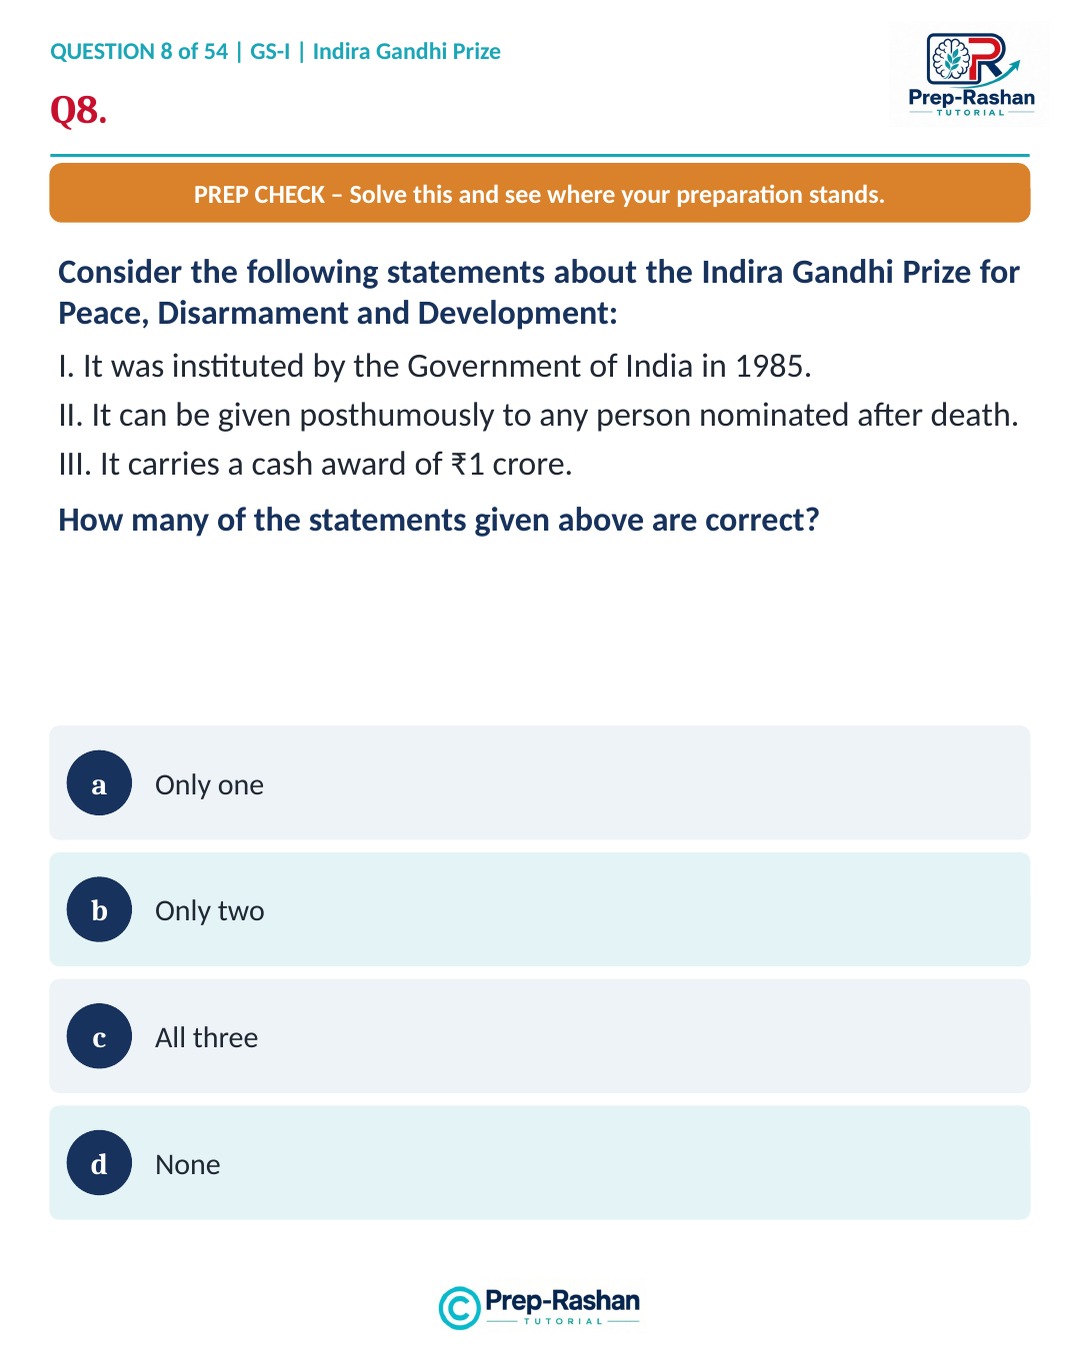 QUESTION 8 of 54 | GS-I | Indira Gandhi Prize
Q8.
Prep-Rashan
TUTORIAL
PREP CHECK – Solve this and see where your preparation stands.
Consider the following statements about the Indira Gandhi Prize for
Peace, Disarmament and Development:
I. It was instituted by the Government of India in 1985.
II. It can be given posthumously to any person nominated after death.
III. It carries a cash award of ₹1 crore.
How many of the statements given above are correct?
a Only one
b Only two
c All three
d None
© Prep-Rashan
TUTORIAL